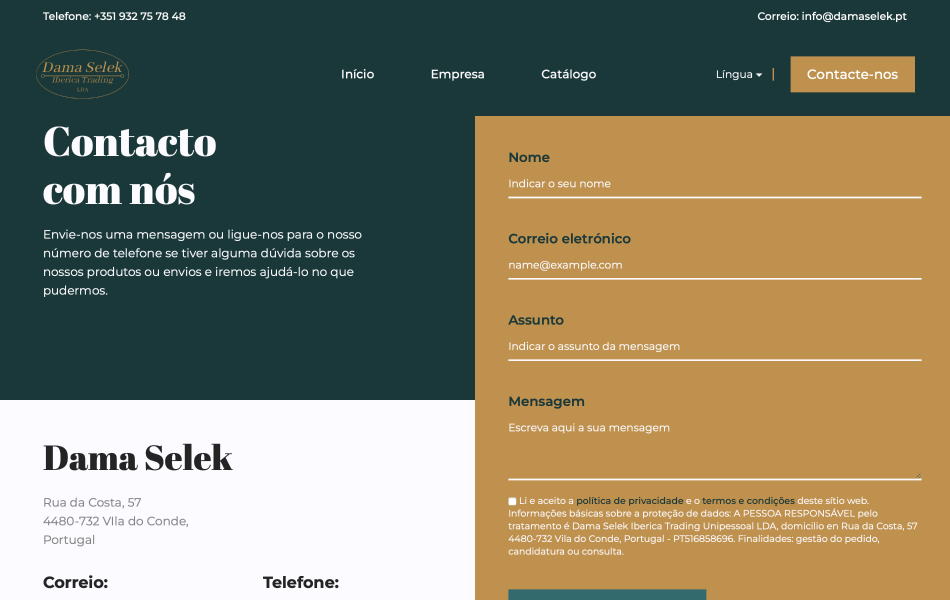 Telefone: +351 932 75 78 48
Correio: info@damaselek.pt
Dama Selek
Iberica Trading
LDA
Início
Empresa
Catálogo
Língua
Contacte-nos
Contacto
com nós
Envie-nos uma mensagem ou ligue-nos para o nosso
número de telefone se tiver alguma dúvida sobre os
nossos produtos ou envios e iremos ajudá-lo no que
pudermos.
Nome
Indicar o seu nome
Correio eletrónico
name@example.com
Assunto
Indicar o assunto da mensagem
Mensagem
Escreva aqui a sua mensagem
Li e aceito a política de privacidade e o termos e condições deste sítio web.
Informações básicas sobre a proteção de dados: A PESSOA RESPONSÁVEL pelo
tratamento é Dama Selek Iberica Trading Unipessoal LDA, domicilio en Rua da Costa, 57
4480-732 Vila do Conde, Portugal - PT516858696. Finalidades: gestão do pedido,
candidatura ou consulta.
Dama Selek
Rua da Costa, 57
4480-732 VIla do Conde,
Portugal
Correio:
Telefone: